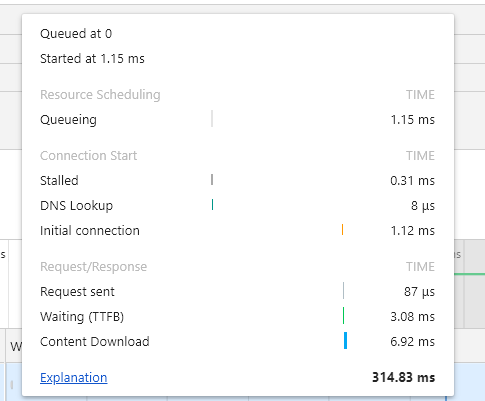 Queued at 0
Started at 1.15 ms
Resource Scheduling TIME
Queueing 1.15 ms
Connection Start TIME
Stalled 0.31 ms
DNS Lookup 8 µs
Initial connection 1.12 ms
Request/Response TIME
Request sent 87 µs
Waiting (TTFB) 3.08 ms
Content Download 6.92 ms
Explanation 314.83 ms